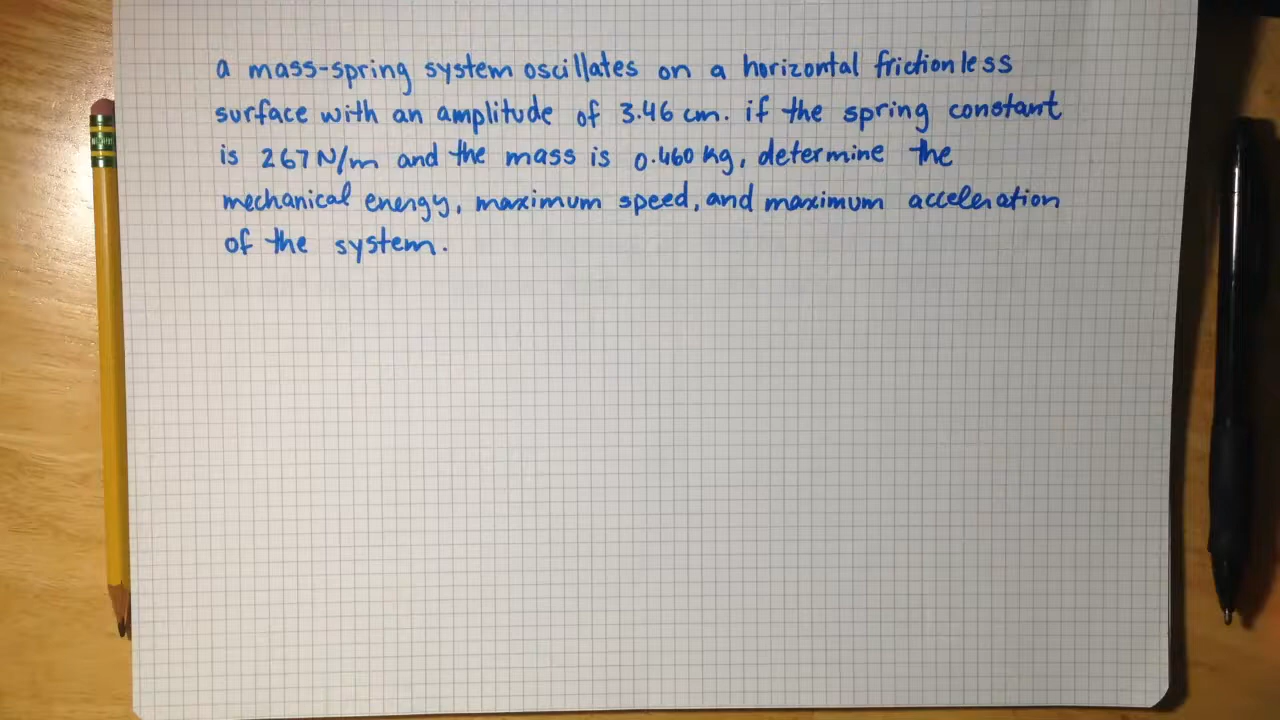 a mass-spring system oscillates on a horizontal frictionless
surface with an amplitude of 3.46 cm. if the spring constant
is 267 N/m and the mass is 0.460 kg, determine the
mechanical energy, maximum speed, and maximum acceleration
of the system.